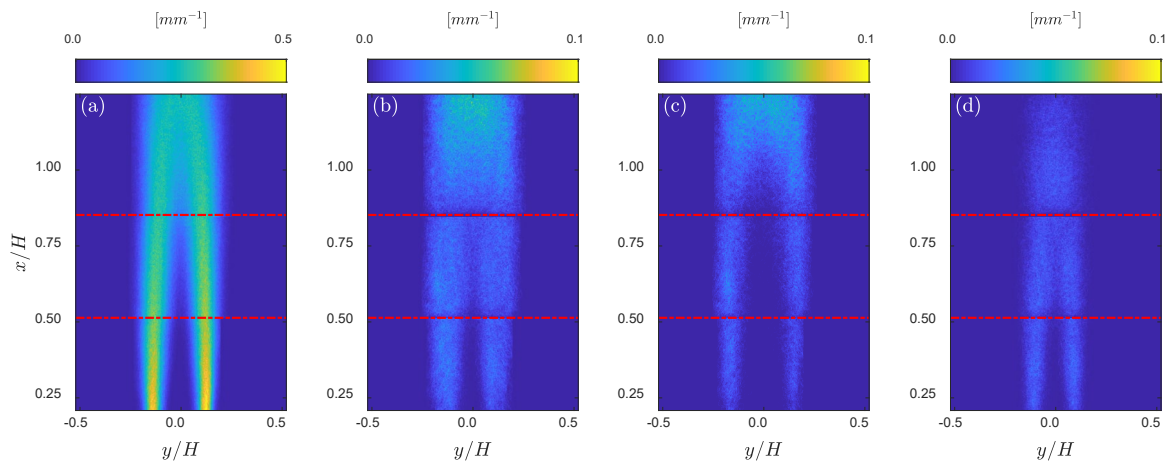 [mm⁻¹] [mm⁻¹] [mm⁻¹] [mm⁻¹]
0.0 0.5 0.0 0.1 0.0 0.1 0.0 0.1
(a) (b) (c) (d)
1.00 1.00 1.00 1.00
0.75 0.75 0.75 0.75
x/H
0.50 0.50 0.50 0.50
0.25 0.25 0.25 0.25
-0.5 0.0 0.5 -0.5 0.0 0.5 -0.5 0.0 0.5 -0.5 0.0 0.5
y/H y/H y/H y/H